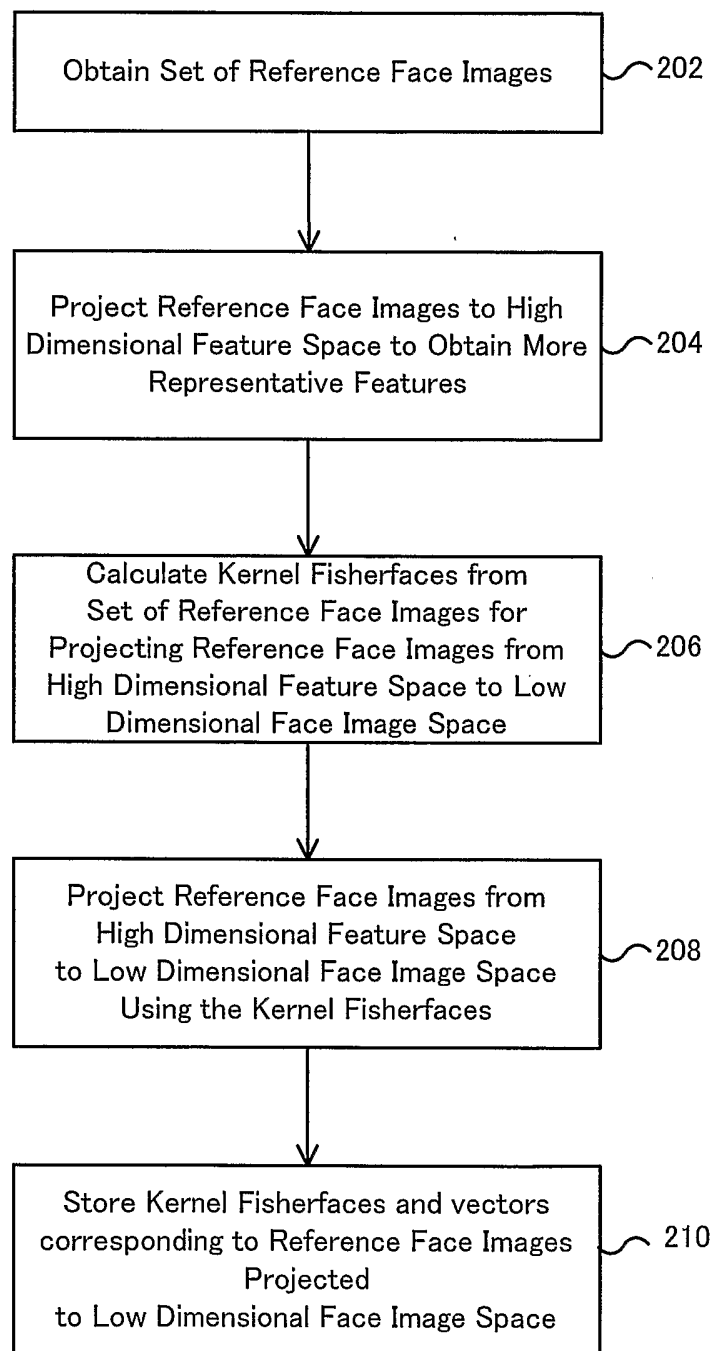 Obtain Set of Reference Face Images
202
Project Reference Face Images to High
Dimensional Feature Space to Obtain More
Representative Features
204
Calculate Kernel Fisherfaces from
Set of Reference Face Images for
Projecting Reference Face Images from
High Dimensional Feature Space to Low
Dimensional Face Image Space
206
Project Reference Face Images from
High Dimensional Feature Space
to Low Dimensional Face Image Space
Using the Kernel Fisherfaces
208
Store Kernel Fisherfaces and vectors
corresponding to Reference Face Images
Projected
to Low Dimensional Face Image Space
210